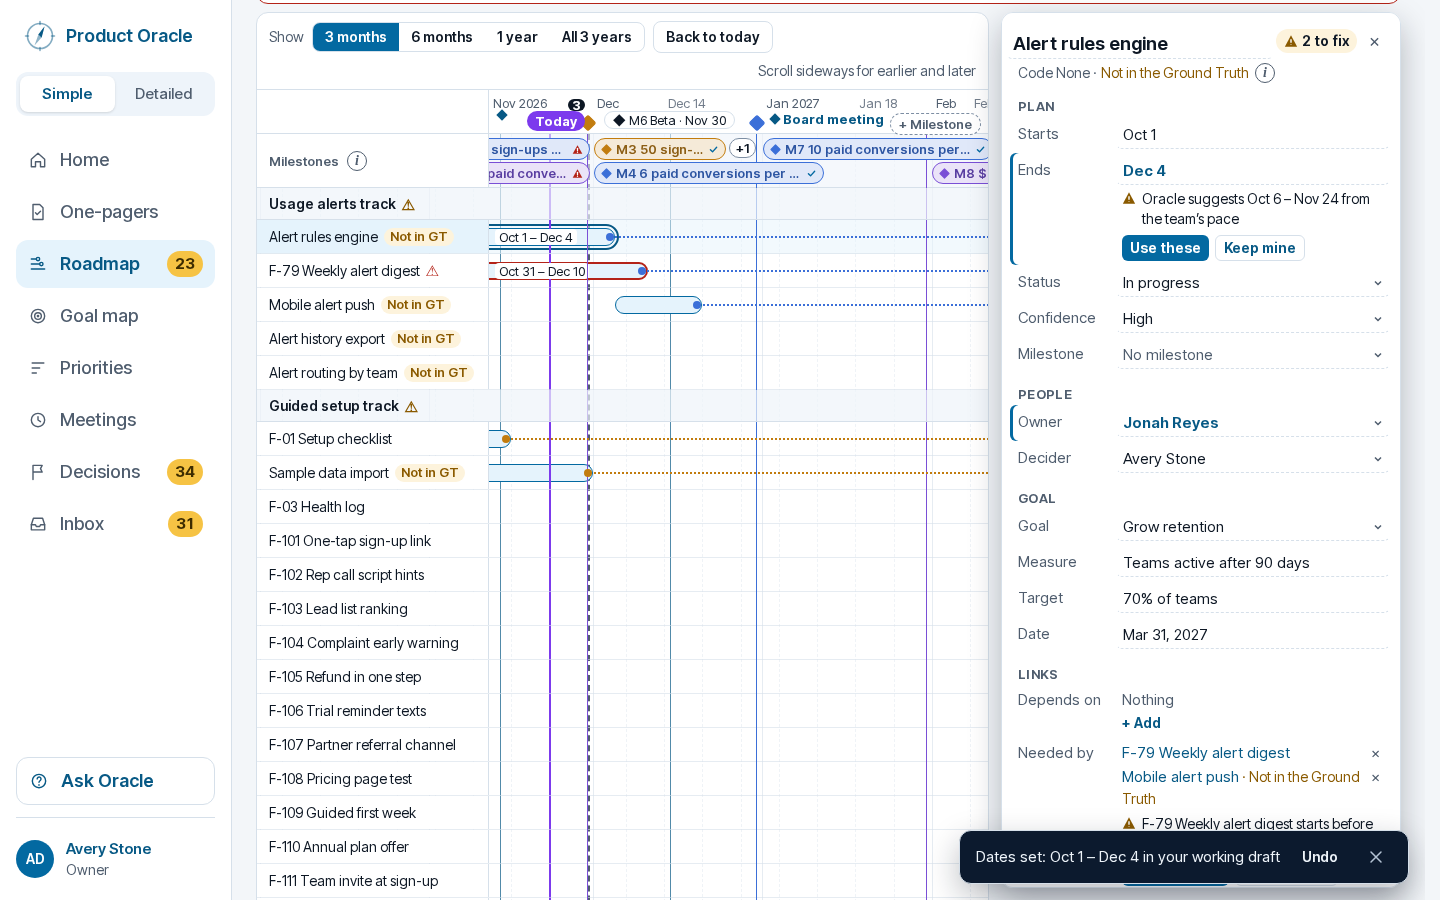 Product Oracle
Simple
Detailed
Home
One-pagers
Roadmap 23
Goal map
Priorities
Meetings
Decisions 34
Inbox 31
Ask Oracle
AD
Avery Stone
Owner
Show
3 months
6 months
1 year
All 3 years
Back to today
Scroll sideways for earlier and later
Nov 2026
3
Dec
Dec 14
Jan 2027
Jan 18
Feb
Today
M6 Beta · Nov 30
Board meeting
+ Milestone
Milestones i
sign-ups ...
M3 50 sign-...
+1
M7 10 paid conversions per...
paid conve...
M4 6 paid conversions per ...
M8 $
Usage alerts track
Alert rules engine Not in GT
Oct 1 – Dec 4
F-79 Weekly alert digest
Oct 31 – Dec 10
Mobile alert push Not in GT
Alert history export Not in GT
Alert routing by team Not in GT
Guided setup track
F-01 Setup checklist
Sample data import Not in GT
F-03 Health log
F-101 One-tap sign-up link
F-102 Rep call script hints
F-103 Lead list ranking
F-104 Complaint early warning
F-105 Refund in one step
F-106 Trial reminder texts
F-107 Partner referral channel
F-108 Pricing page test
F-109 Guided first week
F-110 Annual plan offer
F-111 Team invite at sign-up
Alert rules engine
2 to fix
×
Code None · Not in the Ground Truth i
PLAN
Starts Oct 1
Ends Dec 4
Oracle suggests Oct 6 – Nov 24 from
the team's pace
Use these
Keep mine
Status In progress
Confidence High
Milestone No milestone
PEOPLE
Owner Jonah Reyes
Decider Avery Stone
GOAL
Goal Grow retention
Measure Teams active after 90 days
Target 70% of teams
Date Mar 31, 2027
LINKS
Depends on Nothing
+ Add
Needed by F-79 Weekly alert digest ×
Mobile alert push · Not in the Ground ×
Truth
F-79 Weekly alert digest starts before
Dates set: Oct 1 – Dec 4 in your working draft
Undo